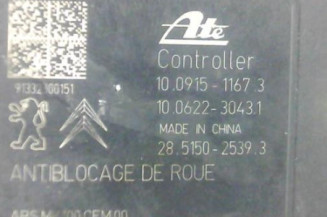 Ate
Controller
10.0915-1167.3
10.0622-3043.1
MADE IN CHINA
28.5150-2539.3
ANTIBLOCAGE DE ROUE